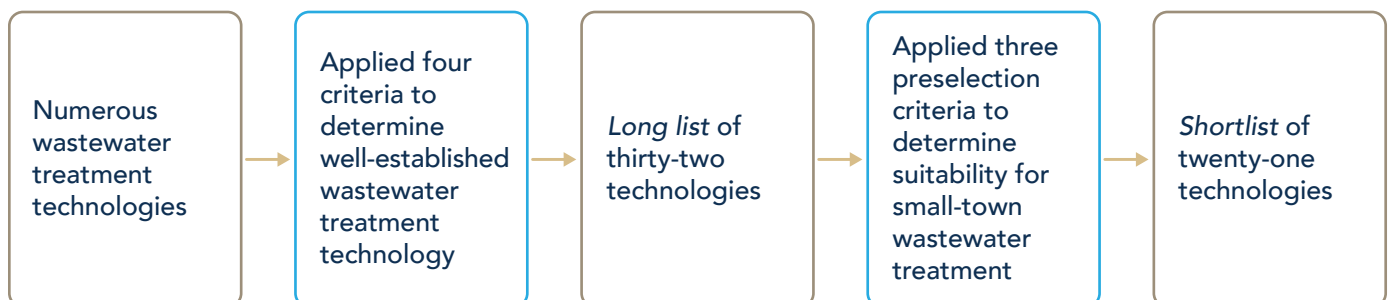 Numerous
wastewater
treatment
technologies
Applied four
criteria to
determine
well-established
wastewater
treatment
technology
Long list of
thirty-two
technologies
Applied three
preselection
criteria to
determine
suitability for
small-town
wastewater
treatment
Shortlist of
twenty-one
technologies